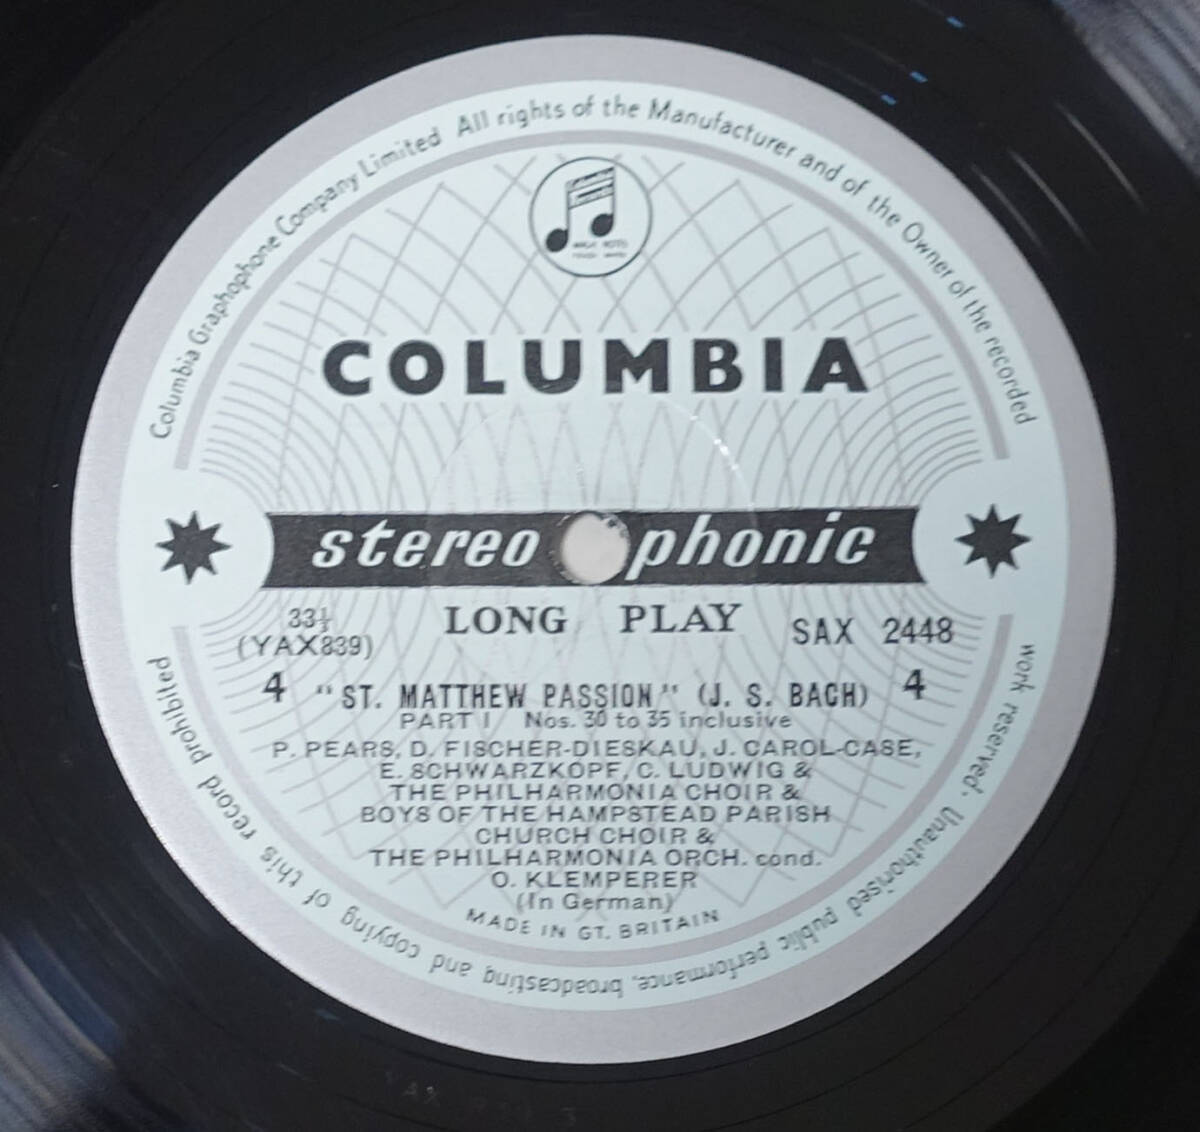 Columbia Graphophone Company Limited All rights of the Manufacturer and of the Owner of the recorded
work reserved. Unauthorised public performance, broadcasting and copying of this record prohibited
COLUMBIA
stereo phonic
33⅓
LONG PLAY
SAX 2448
(YAX839)
4 "ST. MATTHEW PASSION" (J. S. BACH) 4
PART I Nos. 30 to 35 inclusive
P. PEARS, D. FISCHER-DIESKAU, J. CAROL-CASE,
E. SCHWARZKOPF, C. LUDWIG &
THE PHILHARMONIA CHOIR &
BOYS OF THE HAMPSTEAD PARISH
CHURCH CHOIR &
THE PHILHARMONIA ORCH. cond.
O. KLEMPERER
(In German)
MADE IN GT. BRITAIN